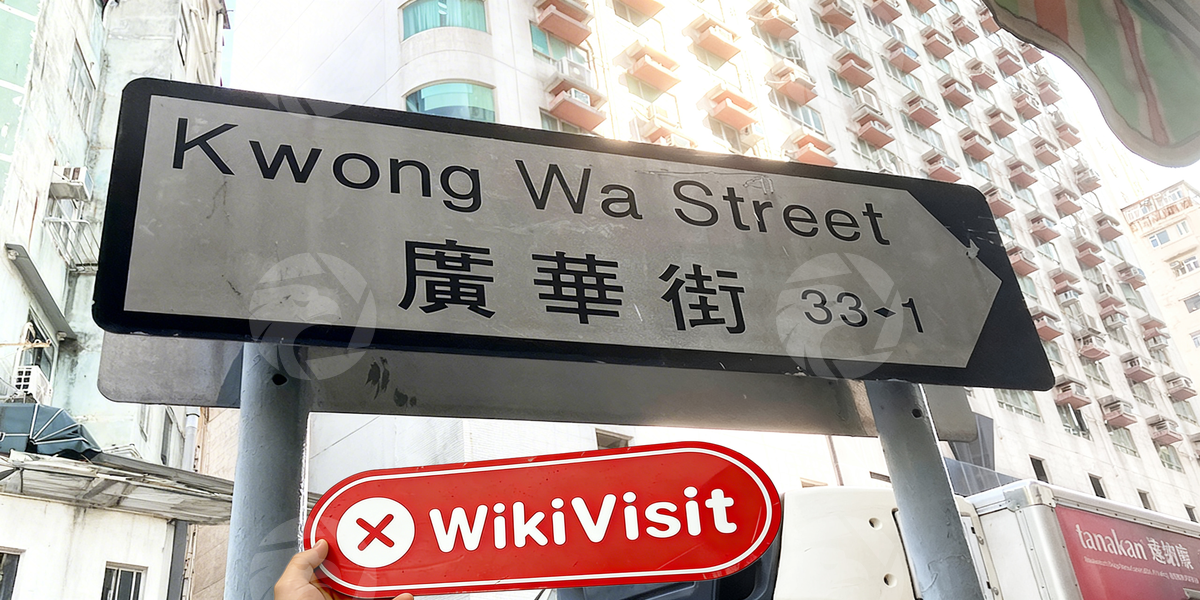 Kwong Wa Street
廣華街 33-1
WikiVisit
tanakan